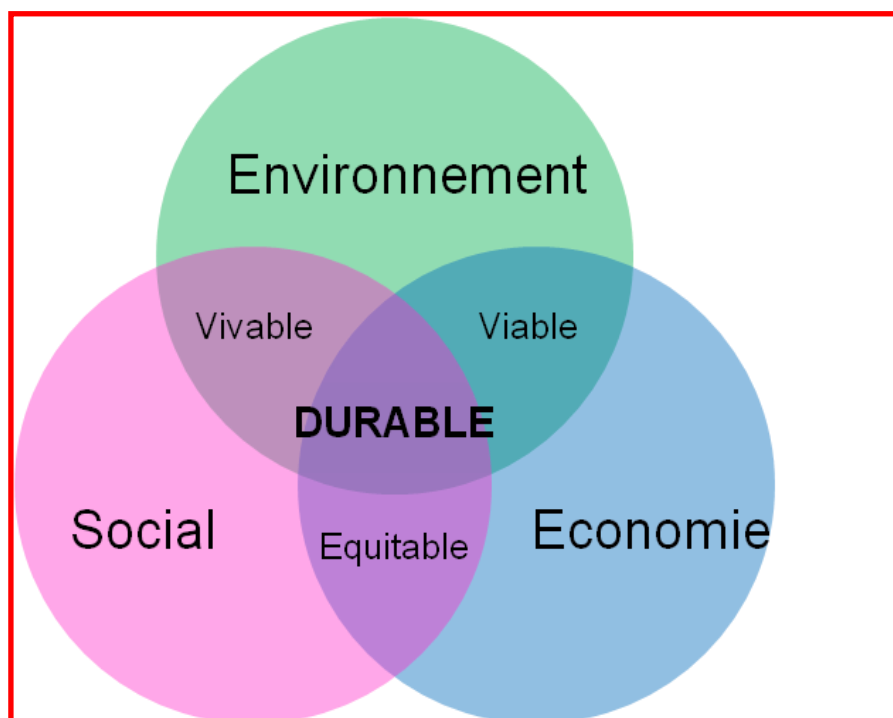 Environnement
Vivable
Viable
DURABLE
Social
Equitable
Economie